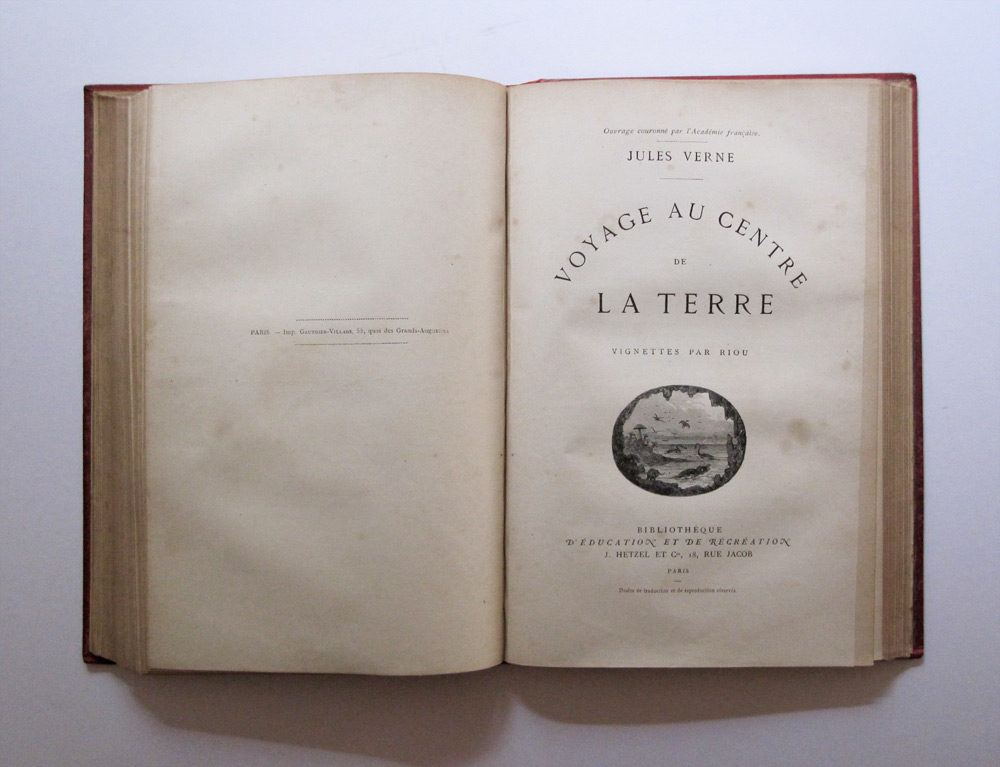 PARIS. — Imp. GAUTHIER-VILLARS, 55, quai des Grands-Augustins.
Ouvrage couronné par l'Académie française.
JULES VERNE
VOYAGE AU CENTRE
DE
LA TERRE
VIGNETTES PAR RIOU
BIBLIOTHÈQUE
D'ÉDUCATION ET DE RÉCRÉATION
J. HETZEL ET Cie, 18, RUE JACOB
PARIS
Droits de traduction et de reproduction réservés.